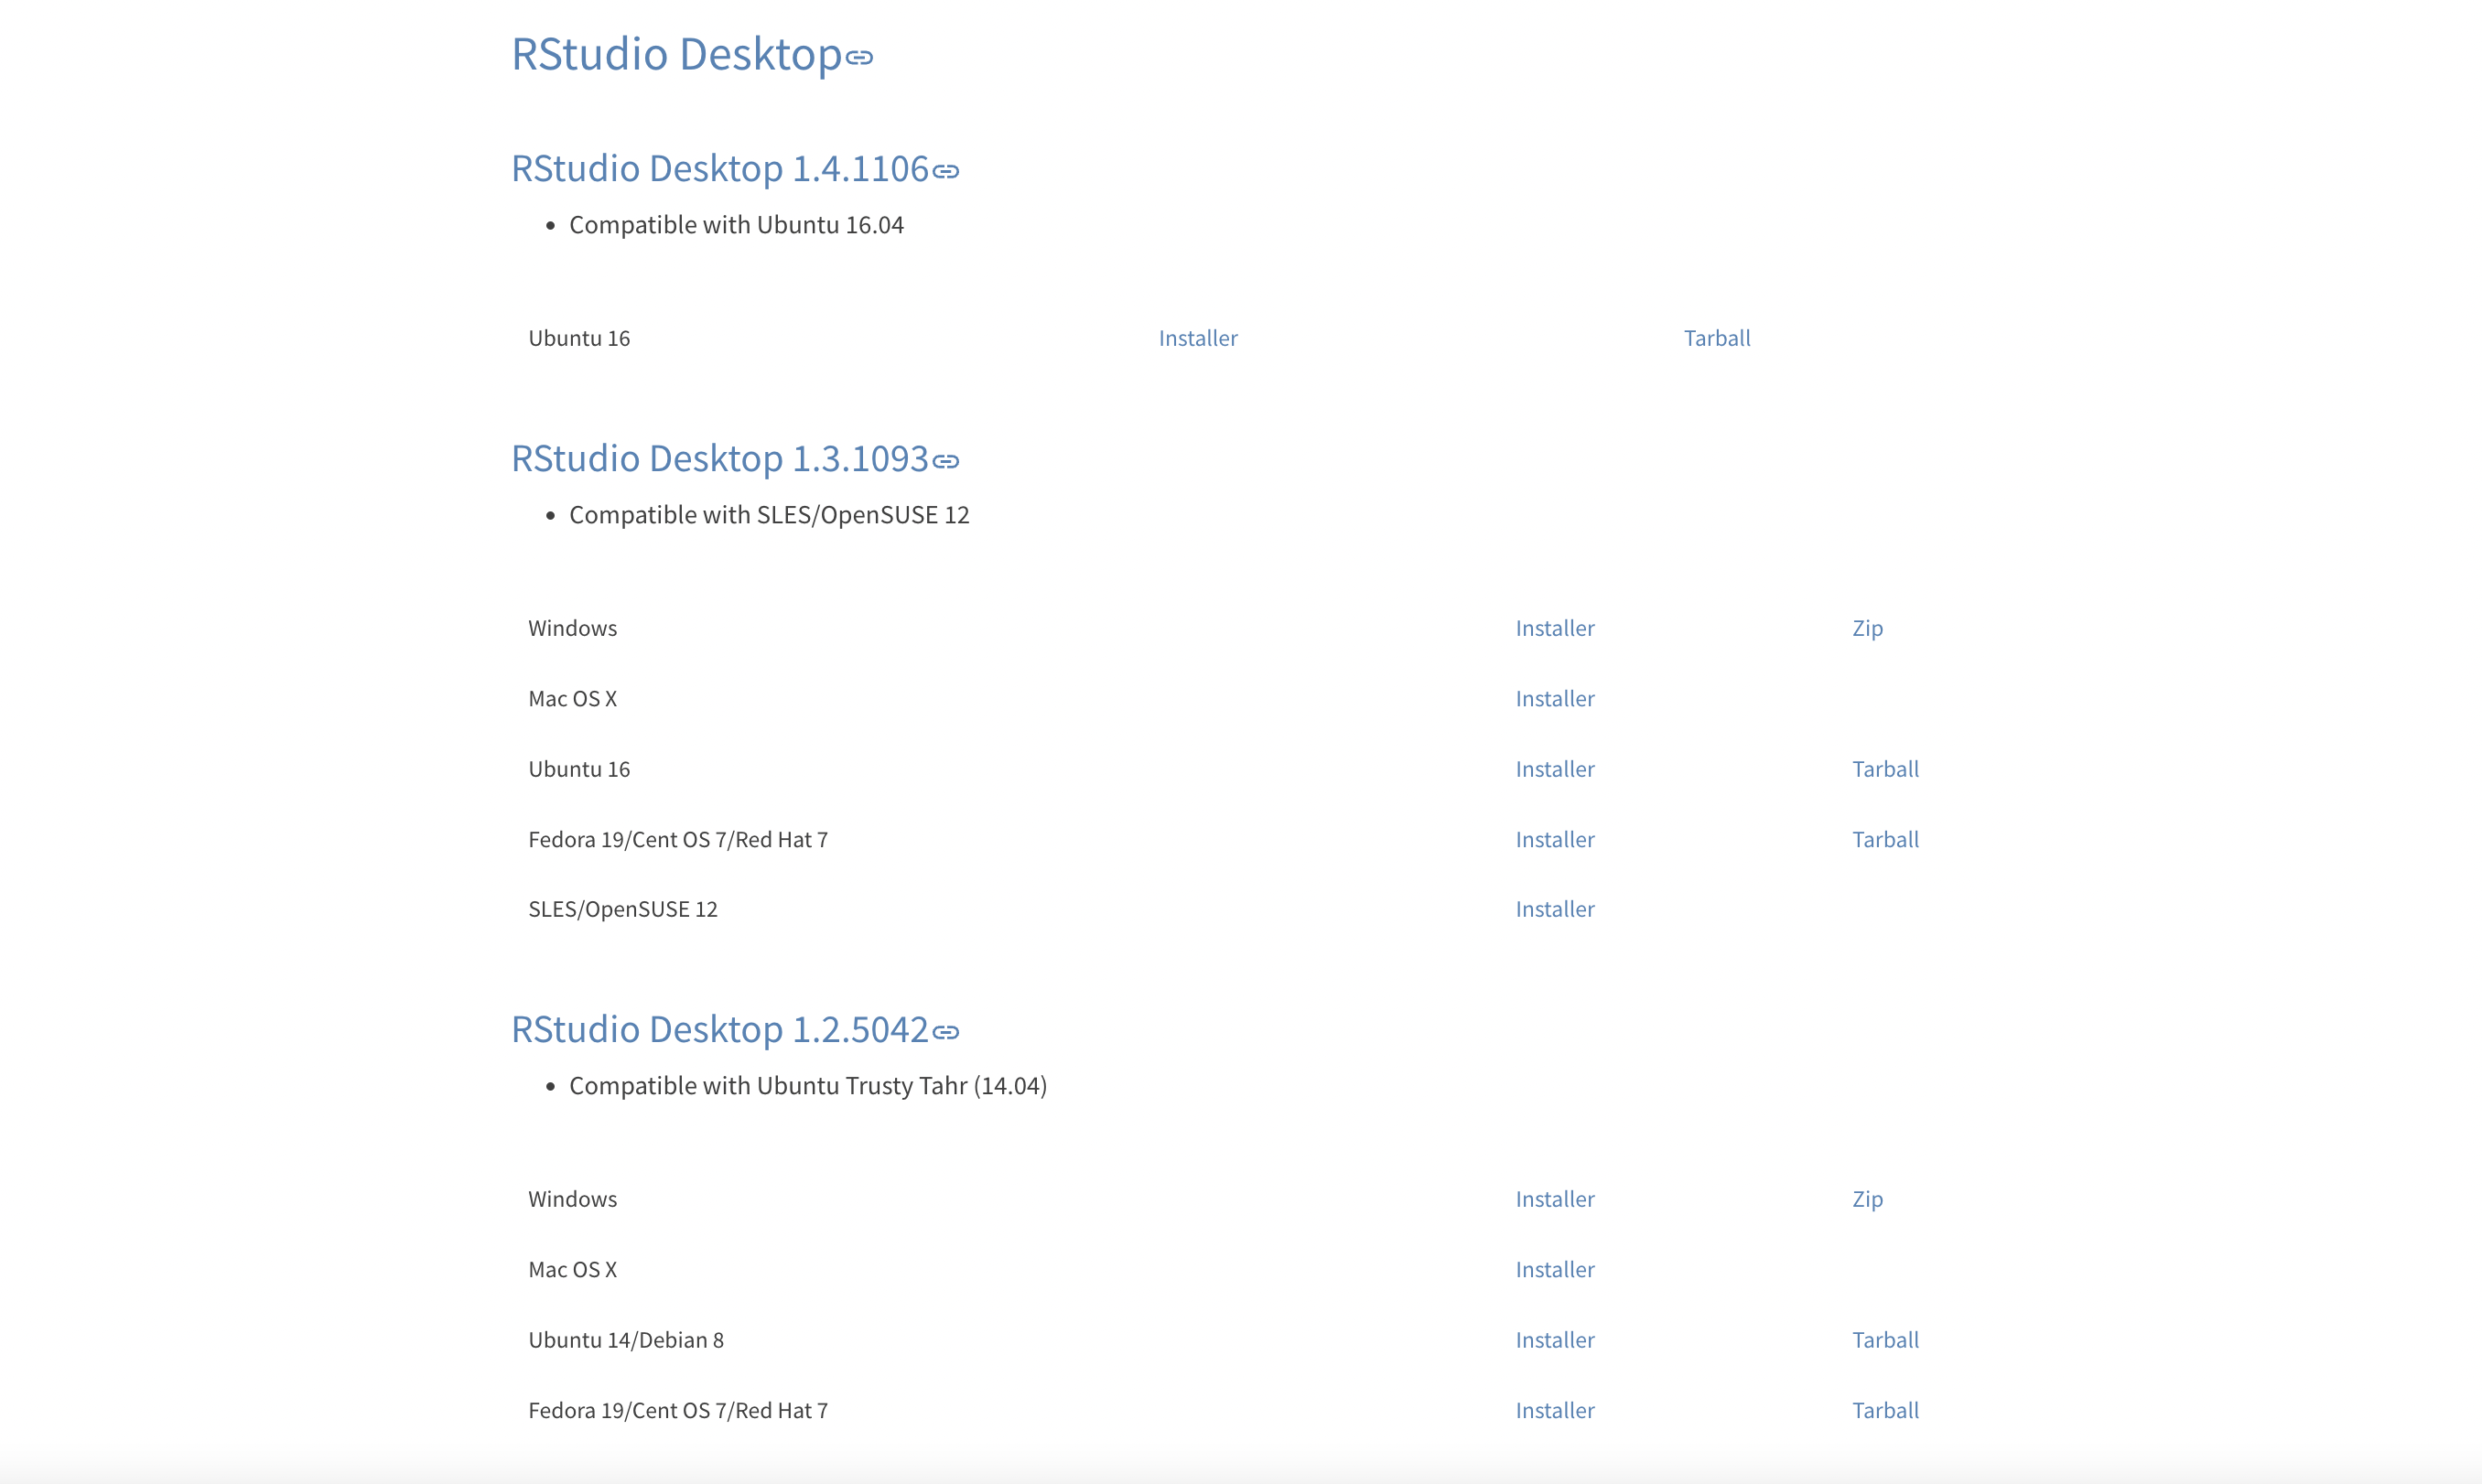 RStudio Desktop
RStudio Desktop 1.4.1106
• Compatible with Ubuntu 16.04
Ubuntu 16 Installer Tarball
RStudio Desktop 1.3.1093
• Compatible with SLES/OpenSUSE 12
Windows Installer Zip
Mac OS X Installer
Ubuntu 16 Installer Tarball
Fedora 19/Cent OS 7/Red Hat 7 Installer Tarball
SLES/OpenSUSE 12 Installer
RStudio Desktop 1.2.5042
• Compatible with Ubuntu Trusty Tahr (14.04)
Windows Installer Zip
Mac OS X Installer
Ubuntu 14/Debian 8 Installer Tarball
Fedora 19/Cent OS 7/Red Hat 7 Installer Tarball